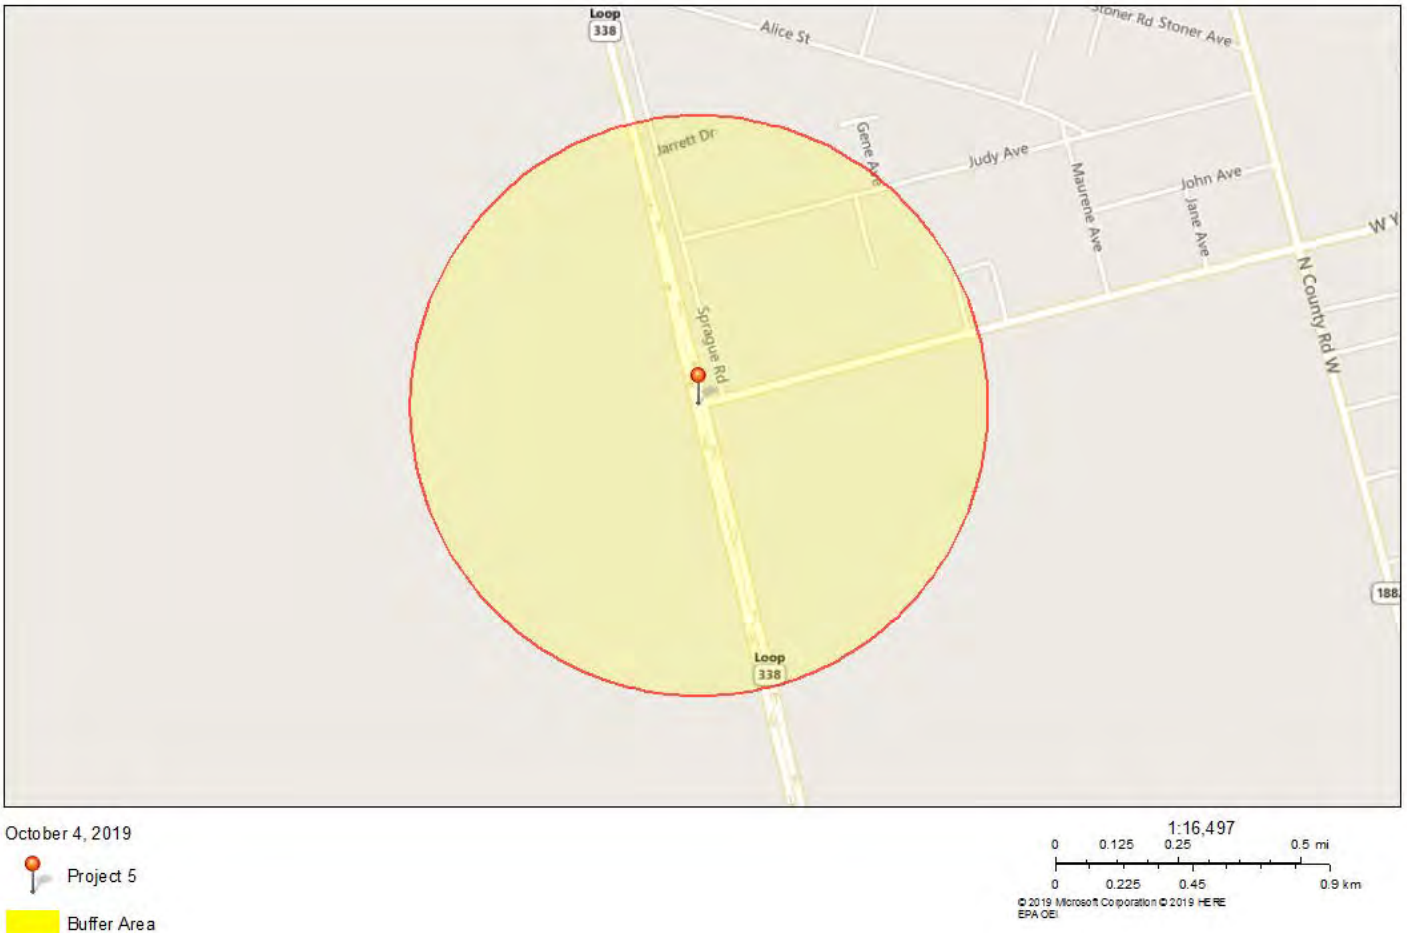 Loop
338
Alice St
Stoner Rd Stoner Ave
Jarrett Dr
Gene Ave
Judy Ave
Maurene Ave
John Ave
Jane Ave
W Y
N County Rd W
Sprague Rd
188
Loop
338
October 4, 2019
Project 5
Buffer Area
1:16,497
0 0.125 0.25 0.5 mi
0 0.225 0.45 0.9 km
© 2019 Microsoft Corporation © 2019 HERE
EPA OEI